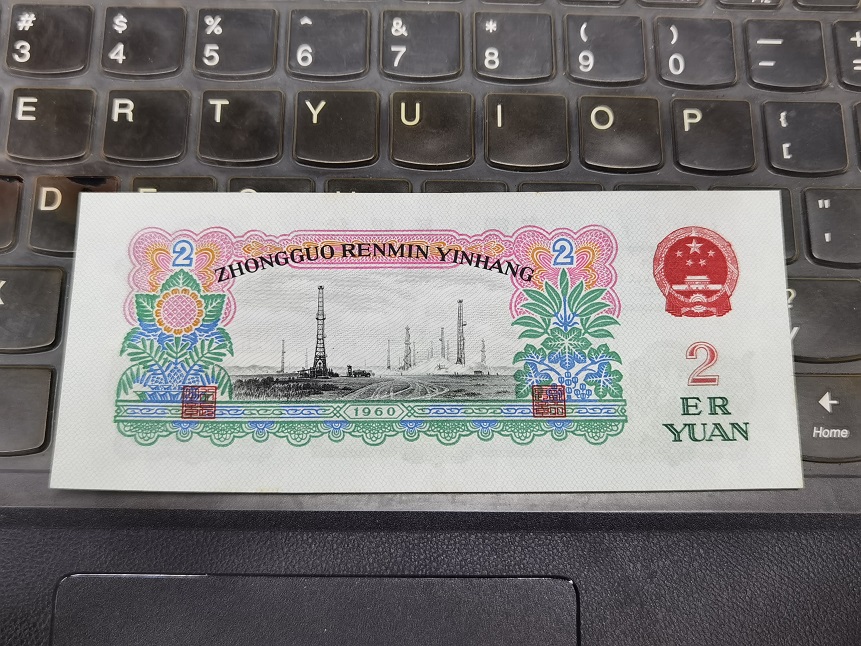 # $ % ^ & * ( ) — +
3 4 5 6 7 8 9 0 - =
E R T Y U I O P {
[
D "
'
2 2
ZHONGGUO RENMIN YINHANG
1960
2
ER
YUAN
Home